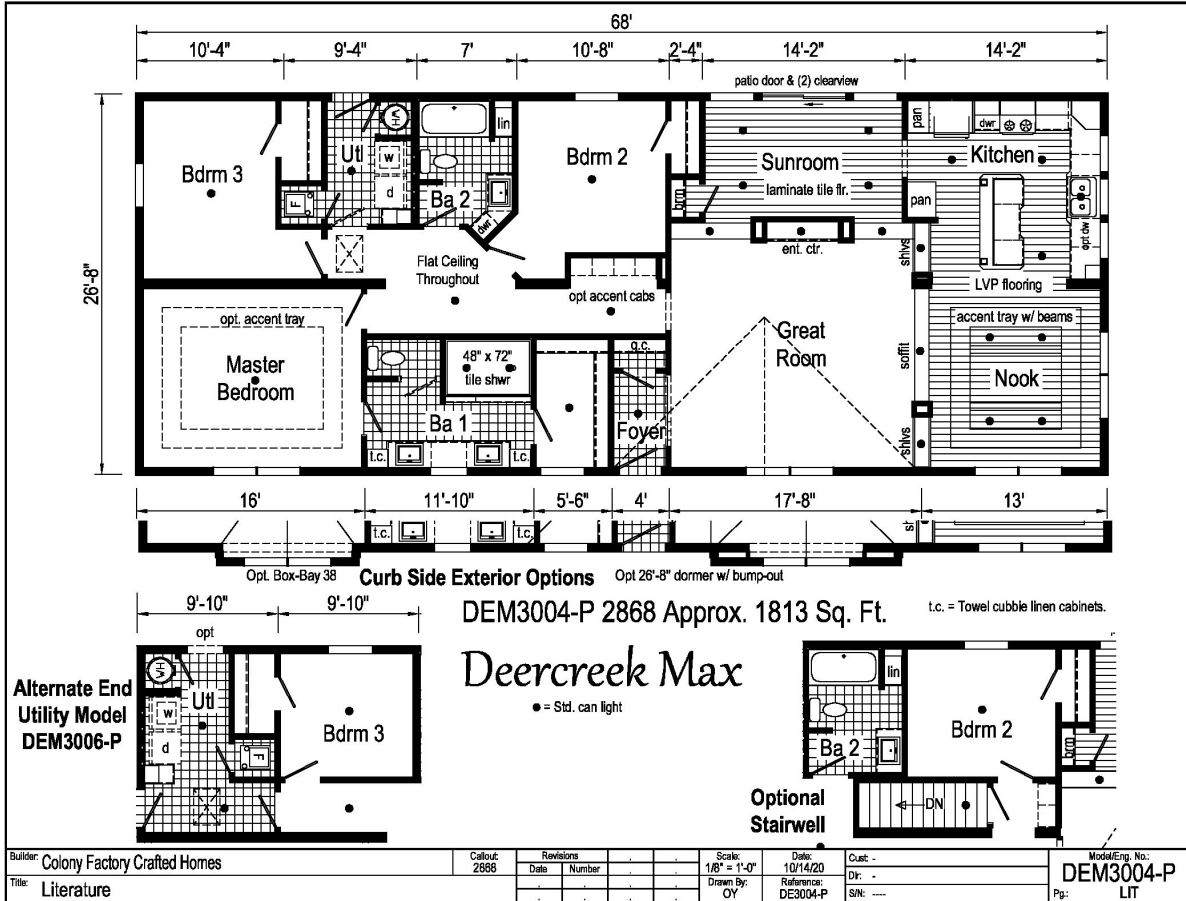 68'
10'-4" 9'-4" 7' 10'-8" 2'-4" 14'-2" 14'-2"
patio door & (2) clearview
26'-8"
Bdrm 3
Utl
WH
w
d
F
x
lin
Ba 2
dwr
Bdrm 2
brm
Sunroom
laminate tile flr.
pan
dwr
Kitchen
pan
opt dw
ent. ctr.
shlvs
LVP flooring
Flat Ceiling
Throughout
opt accent cabs
opt. accent tray
Master
Bedroom
48" x 72"
tile shwr
Ba 1
t.c.
t.c.
Foyer
Great
Room
soffit
accent tray w/ beams
Nook
shlvs
16' 11'-10" 5'-6" 4' 17'-8" 13'
t.c. t.c.
Opt. Box-Bay 38
Curb Side Exterior Options
Opt 26'-8" dormer w/ bump-out
DEM3004-P 2868 Approx. 1813 Sq. Ft.
t.c. = Towel cubble linen cabinets.
Deercreek Max
● = Std. can light
9'-10" 9'-10"
opt
Alternate End
Utility Model
DEM3006-P
WH
Utl
w
d
F
x
Bdrm 3
lin
Ba 2
Bdrm 2
brm
DN
Optional
Stairwell
Builder: Colony Factory Crafted Homes
Title: Literature
Callout:
2868
Revisions
Date Number
Scale:
1/8" = 1'-0"
Drawn By:
OY
Date:
10/14/20
Reference:
DE3004-P
Cust: -
Dir: -
S/N: ----
Model/Eng. No.:
DEM3004-P
Pg.: LIT